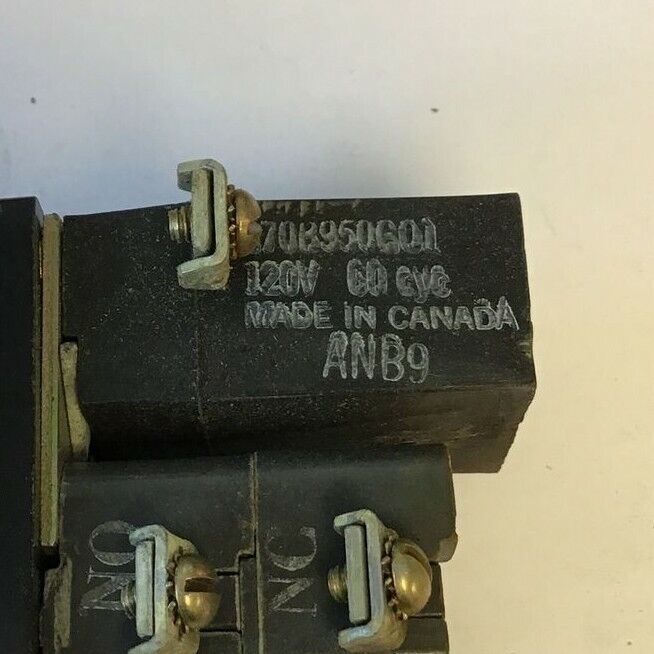 70B950G01
120V 60 cyc
MADE IN CANADA
ANB9
NO
NC